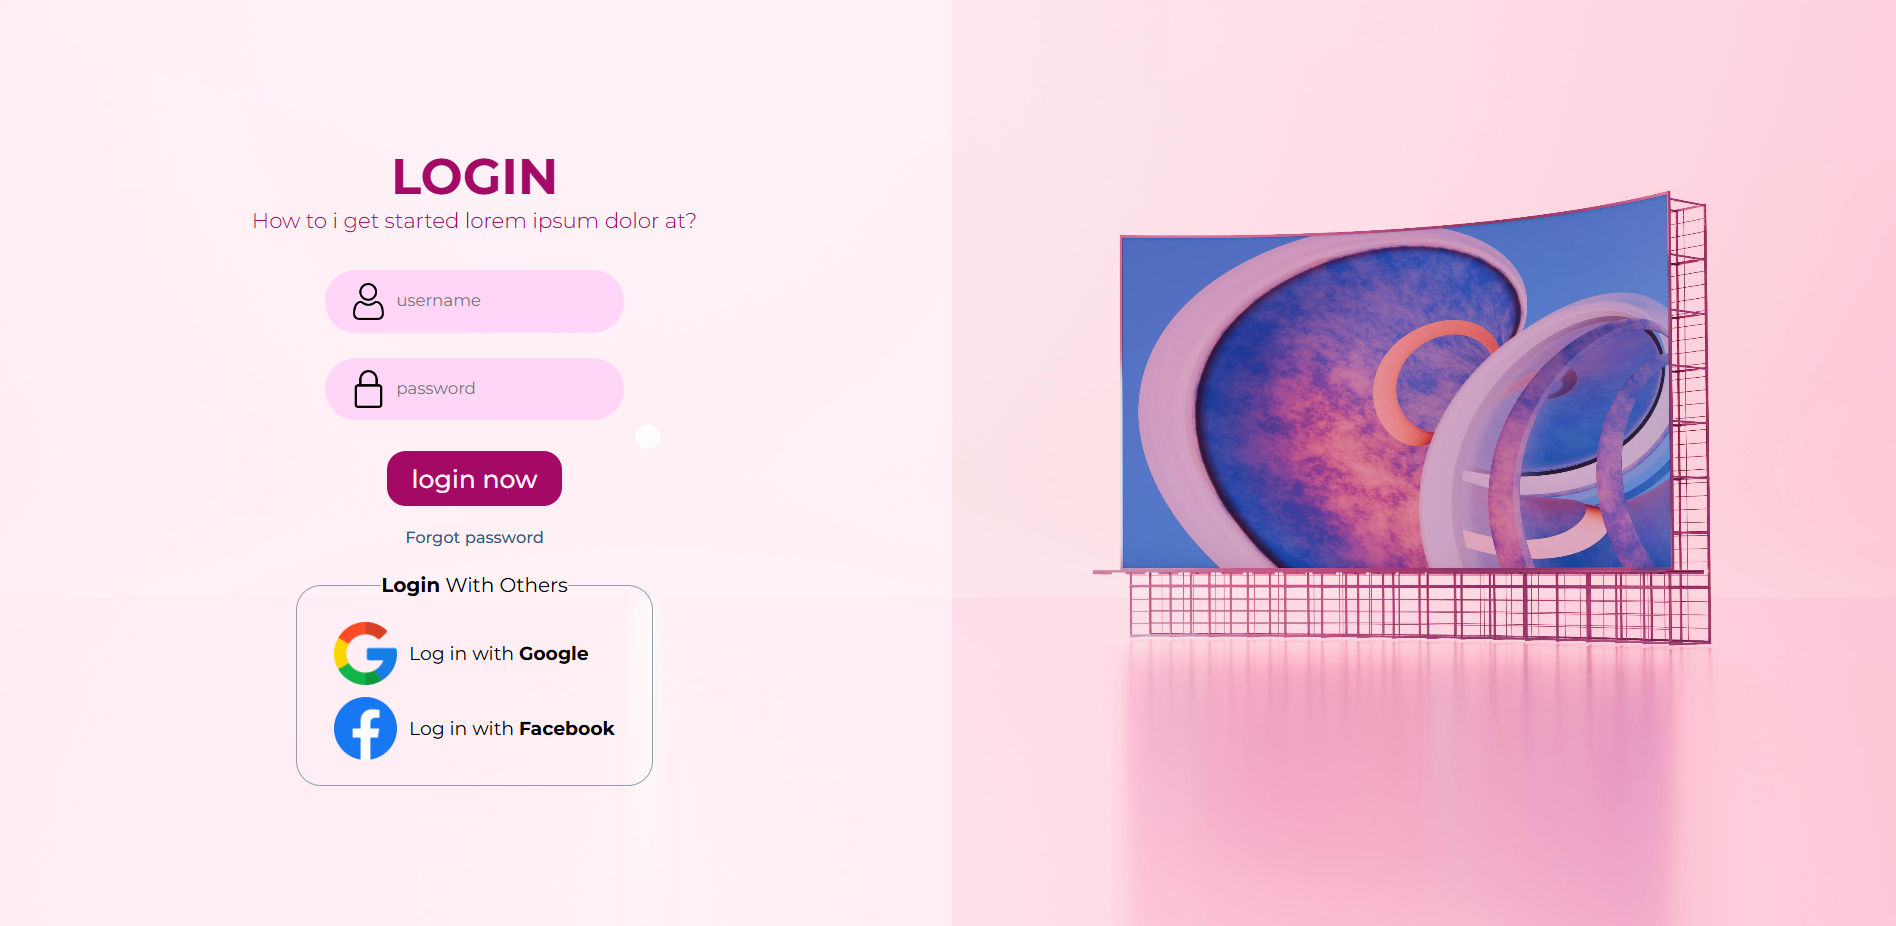 LOGIN
How to i get started lorem ipsum dolor at?
username
password
login now
Forgot password
Login With Others
Log in with Google
Log in with Facebook